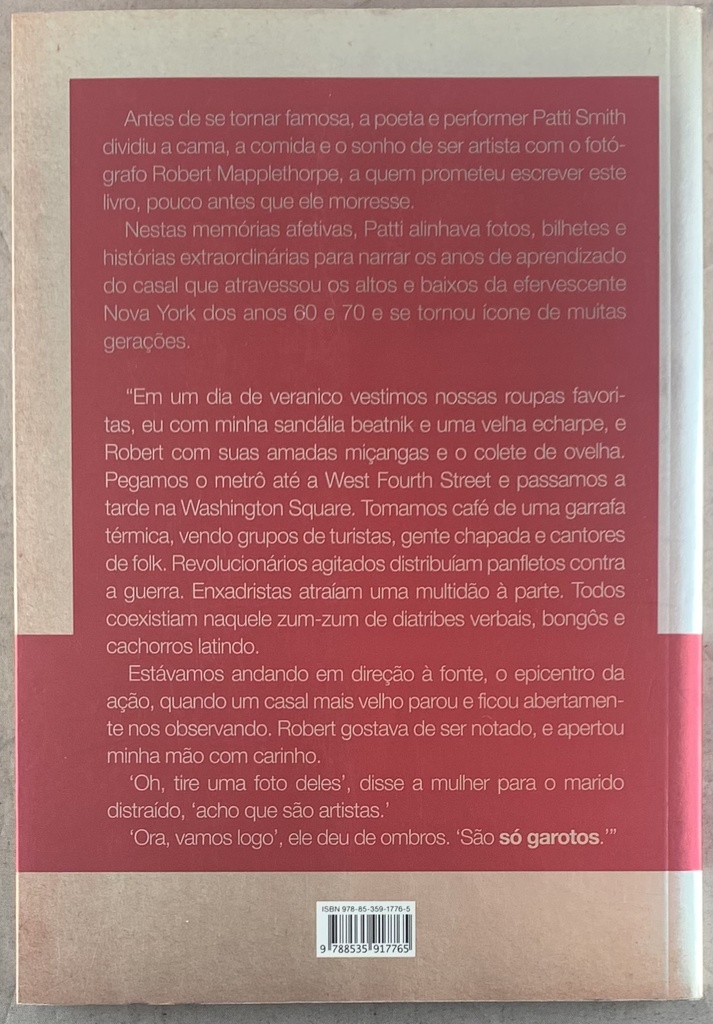 Antes de se tornar famosa, a poeta e performer Patti Smith
dividiu a cama, a comida e o sonho de ser artista com o fotó-
grafo Robert Mapplethorpe, a quem prometeu escrever este
livro, pouco antes que ele morresse.
Nestas memórias afetivas, Patti alinhava fotos, bilhetes e
histórias extraordinárias para narrar os anos de aprendizado
do casal que atravessou os altos e baixos da efervescente
Nova York dos anos 60 e 70 e se tornou ícone de muitas
gerações.
"Em um dia de veranico vestimos nossas roupas favori-
tas, eu com minha sandália beatnik e uma velha echarpe, e
Robert com suas amadas miçangas e o colete de ovelha.
Pegamos o metrô até a West Fourth Street e passamos a
tarde na Washington Square. Tomamos café de uma garrafa
térmica, vendo grupos de turistas, gente chapada e cantores
de folk. Revolucionários agitados distribuíam panfletos contra
a guerra. Enxadristas atraíam uma multidão à parte. Todos
coexistiam naquele zum-zum de diatribes verbais, bongôs e
cachorros latindo.
Estávamos andando em direção à fonte, o epicentro da
ação, quando um casal mais velho parou e ficou abertamen-
te nos observando. Robert gostava de ser notado, e apertou
minha mão com carinho.
'Oh, tire uma foto deles', disse a mulher para o marido
distraído, 'acho que são artistas.'
'Ora, vamos logo', ele deu de ombros. 'São só garotos.'"
ISBN 978-85-359-1776-5
9 788535 917765